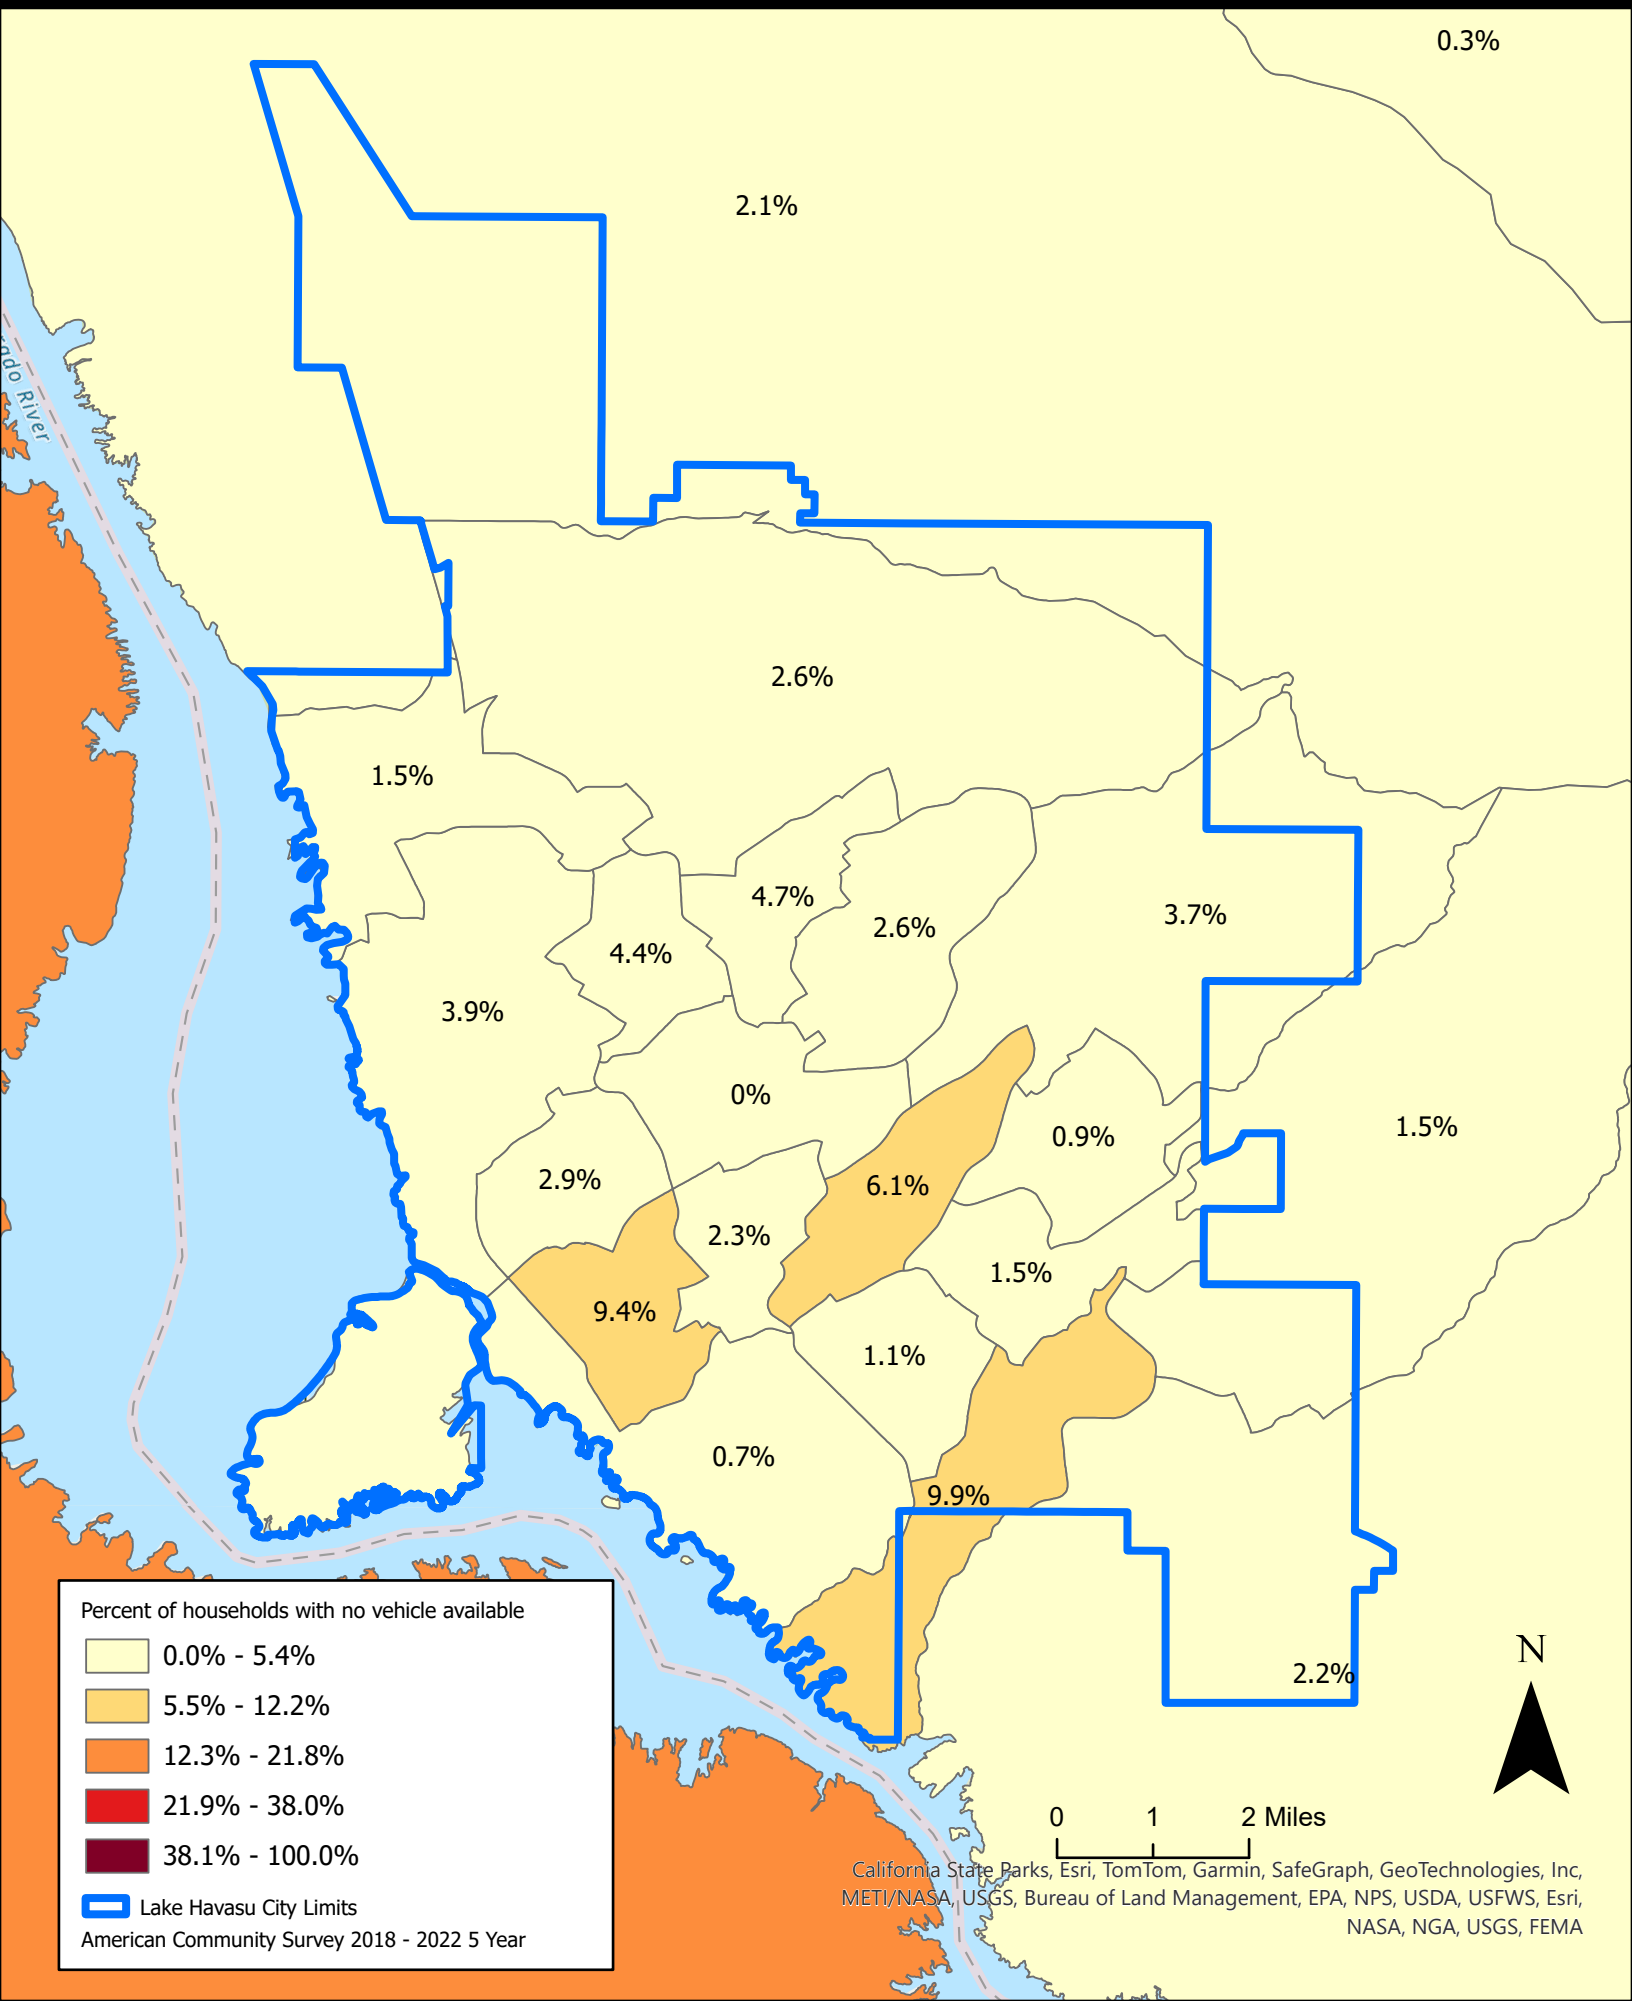 0.3%
2.1%
River
2.6%
1.5%
4.7%
2.6%
3.7%
4.4%
3.9%
0%
0.9%
1.5%
2.9%
6.1%
2.3%
1.5%
9.4%
1.1%
0.7%
9.9%
2.2%
Percent of households with no vehicle available
0.0% - 5.4%
5.5% - 12.2%
12.3% - 21.8%
21.9% - 38.0%
38.1% - 100.0%
Lake Havasu City Limits
American Community Survey 2018 - 2022 5 Year
N
0 1 2 Miles
California State Parks, Esri, TomTom, Garmin, SafeGraph, GeoTechnologies, Inc,
METI/NASA, USGS, Bureau of Land Management, EPA, NPS, USDA, USFWS, Esri,
NASA, NGA, USGS, FEMA